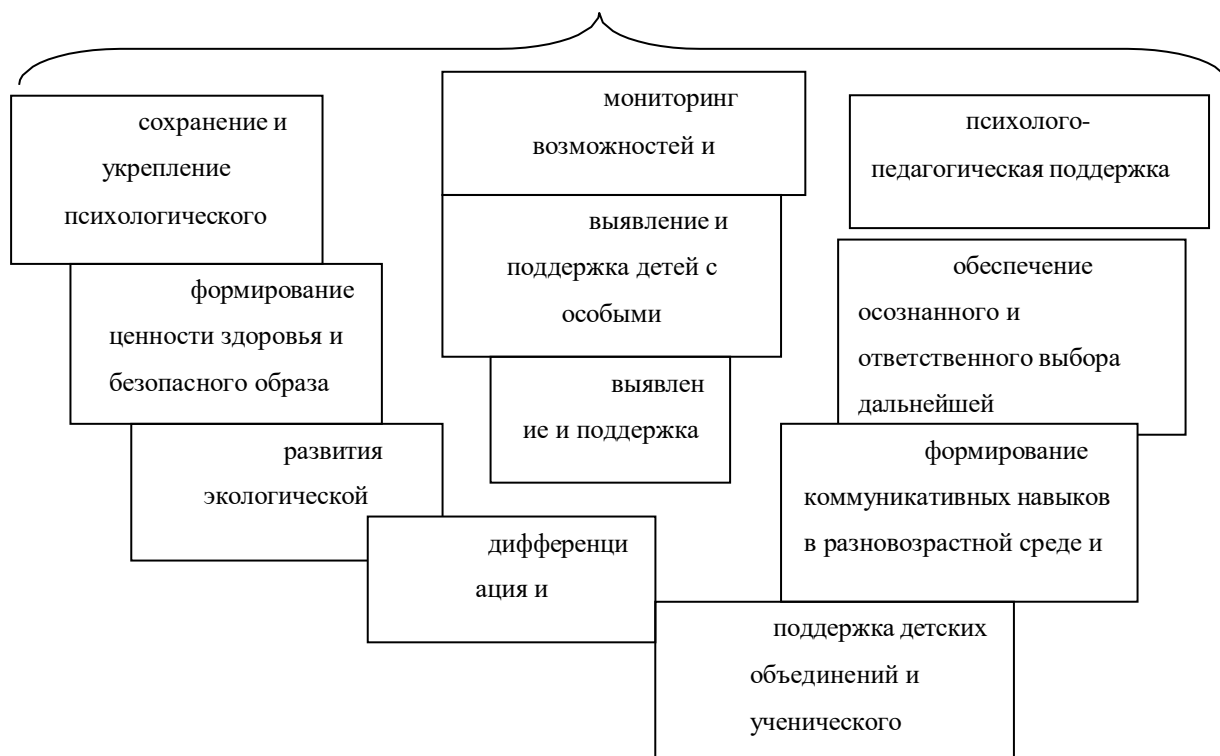 сохранение и
укрепление
психологического
мониторинг
возможностей и
психолого-
педагогическая поддержка
выявление и
поддержка детей с
особыми
обеспечение
осознанного и
ответственного выбора
дальнейшей
формирование
ценности здоровья и
безопасного образа
выявлен
ие и поддержка
развития
экологической
формирование
коммуникативных навыков
в разновозрастной среде и
дифференци
ация и
поддержка детских
объединений и
ученического